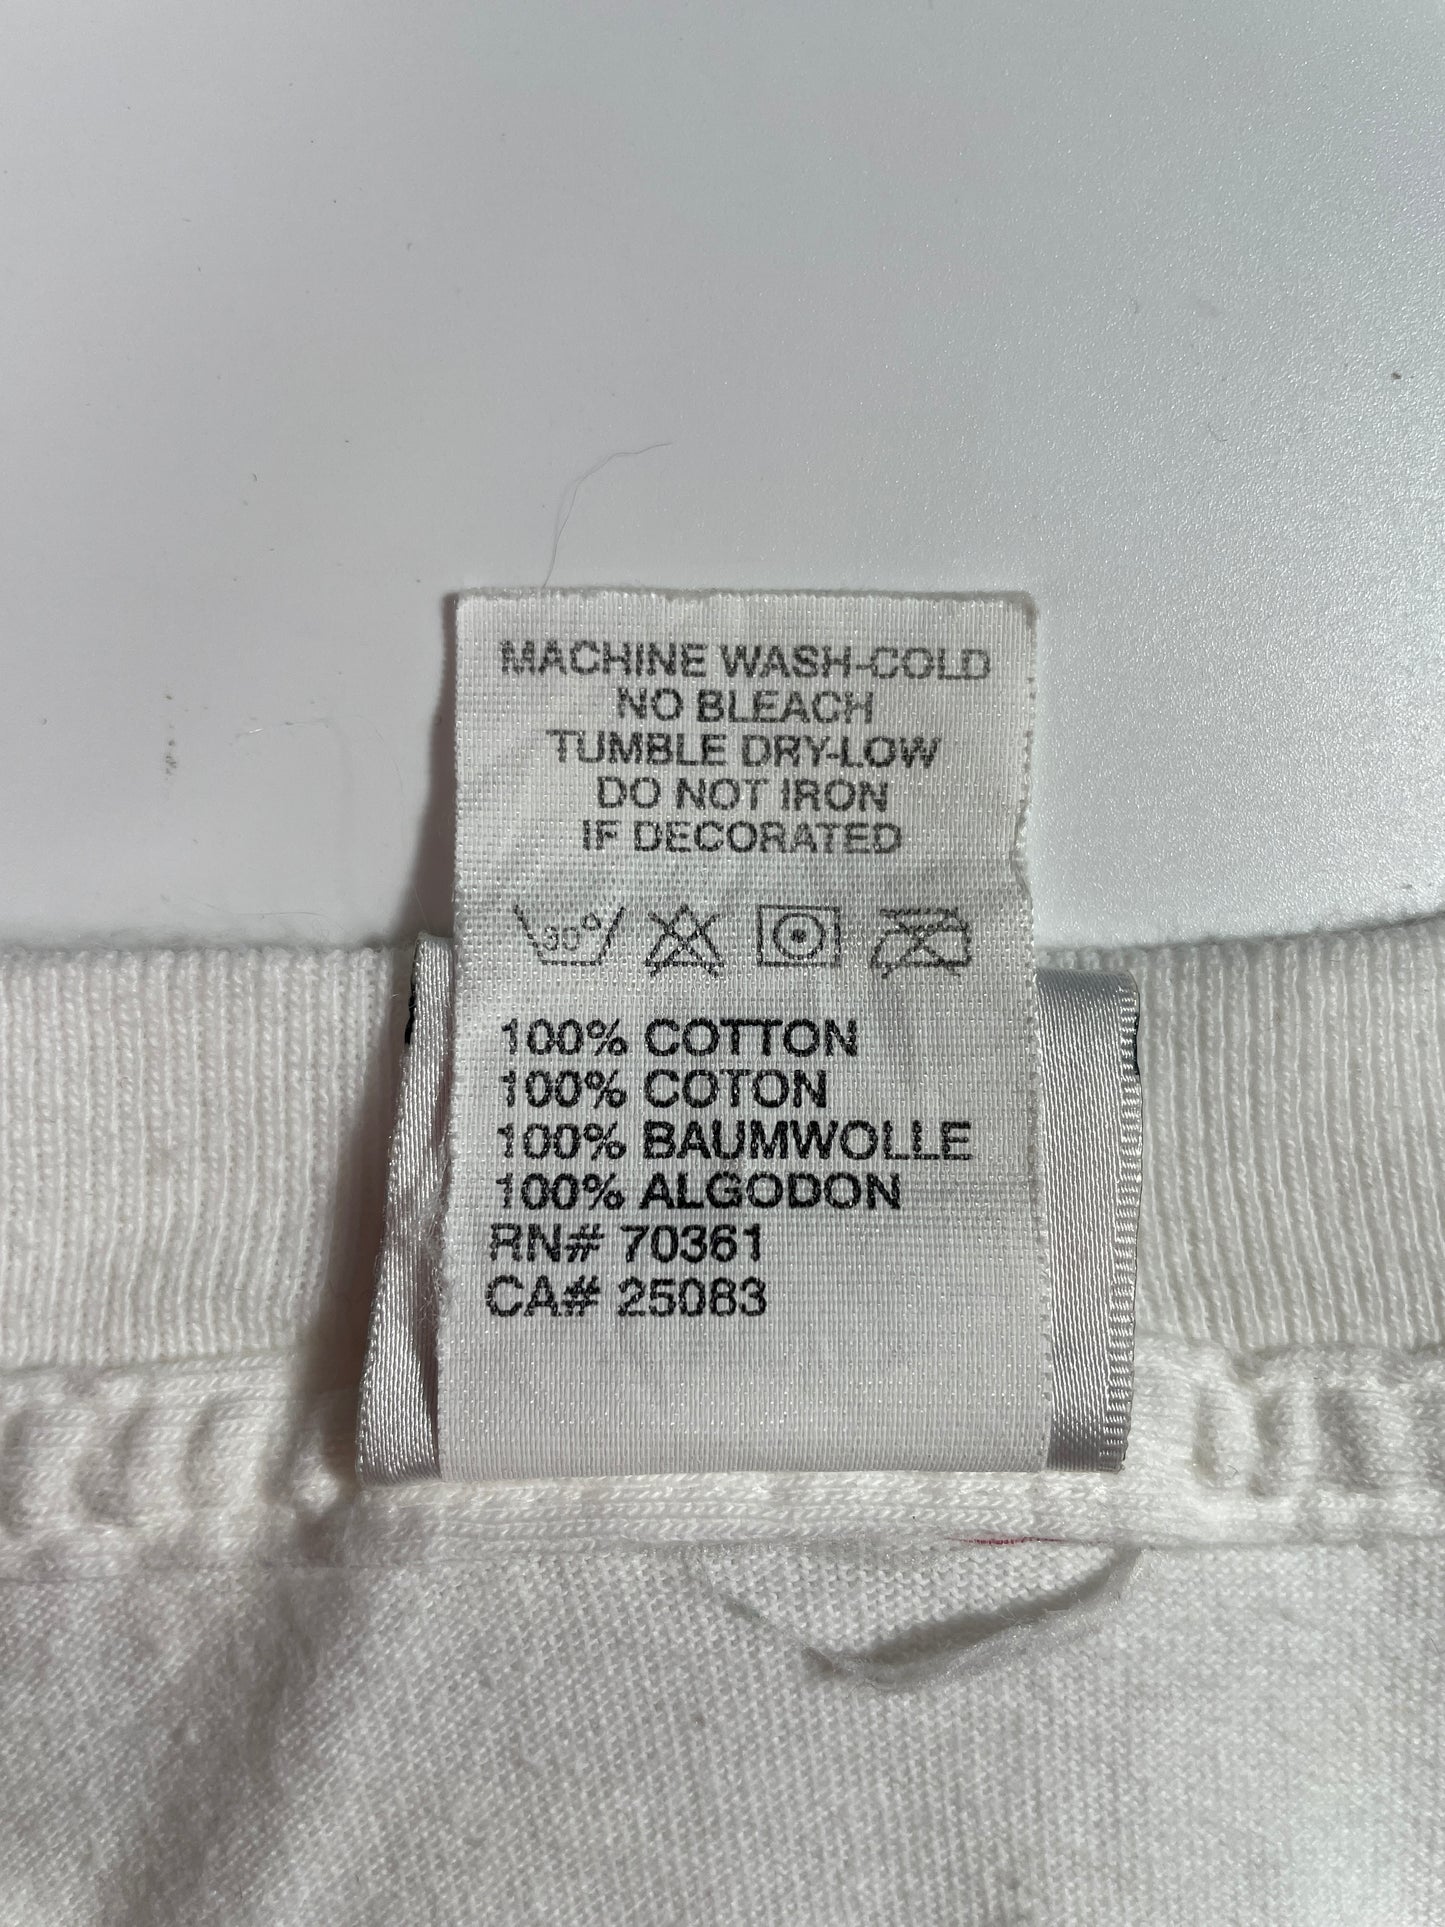 MACHINE WASH-COLD
NO BLEACH
TUMBLE DRY-LOW
DO NOT IRON
IF DECORATED
30°
100% COTTON
100% COTON
100% BAUMWOLLE
100% ALGODON
RN# 70361
CA# 25083